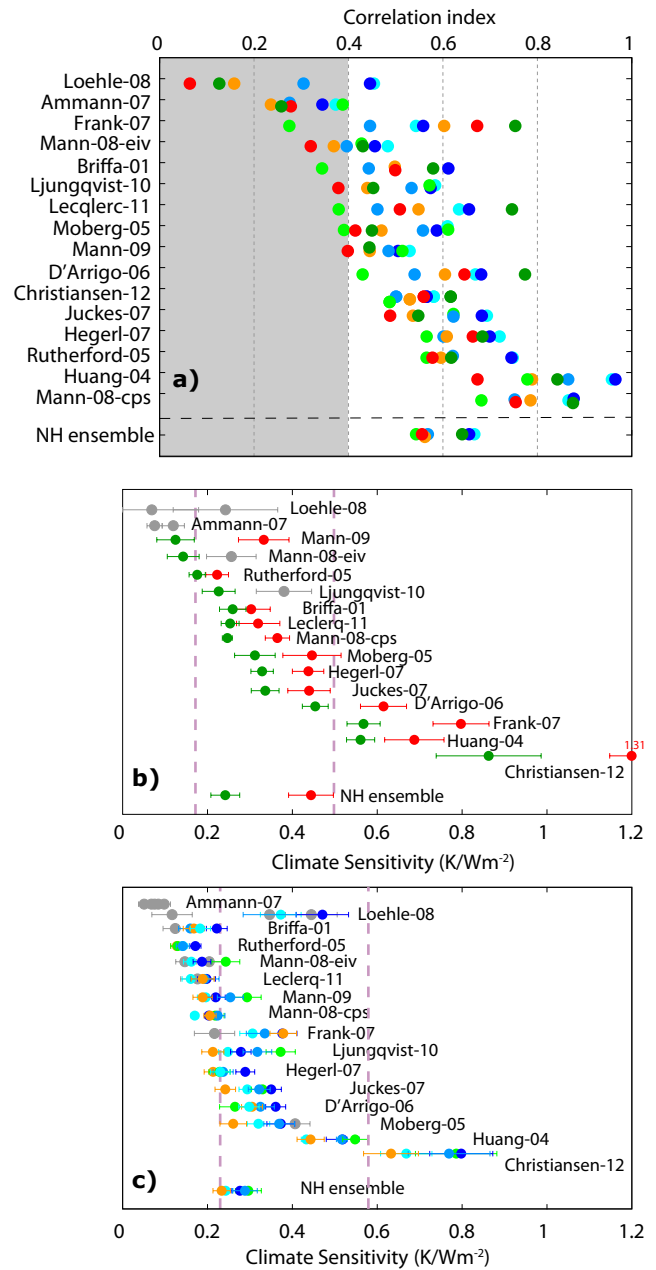 Correlation index
0 0.2 0.4 0.6 0.8 1
Loehle-08
Ammann-07
Frank-07
Mann-08-eiv
Briffa-01
Ljungqvist-10
Lecqlerc-11
Moberg-05
Mann-09
D'Arrigo-06
Christiansen-12
Juckes-07
Hegerl-07
Rutherford-05
Huang-04
a)
Mann-08-cps
NH ensemble
Loehle-08
Ammann-07
Mann-09
Mann-08-eiv
Rutherford-05
Ljungqvist-10
Briffa-01
Leclerq-11
Mann-08-cps
Moberg-05
Hegerl-07
Juckes-07
D'Arrigo-06
Frank-07
Huang-04
1.31
b)
Christiansen-12
NH ensemble
0 0.2 0.4 0.6 0.8 1 1.2
Climate Sensitivity (K/Wm-2)
Ammann-07
Loehle-08
Briffa-01
Rutherford-05
Mann-08-eiv
Leclerq-11
Mann-09
Mann-08-cps
Frank-07
Ljungqvist-10
Hegerl-07
Juckes-07
D'Arrigo-06
Moberg-05
Huang-04
Christiansen-12
c)
NH ensemble
0 0.2 0.4 0.6 0.8 1 1.2
Climate Sensitivity (K/Wm-2)